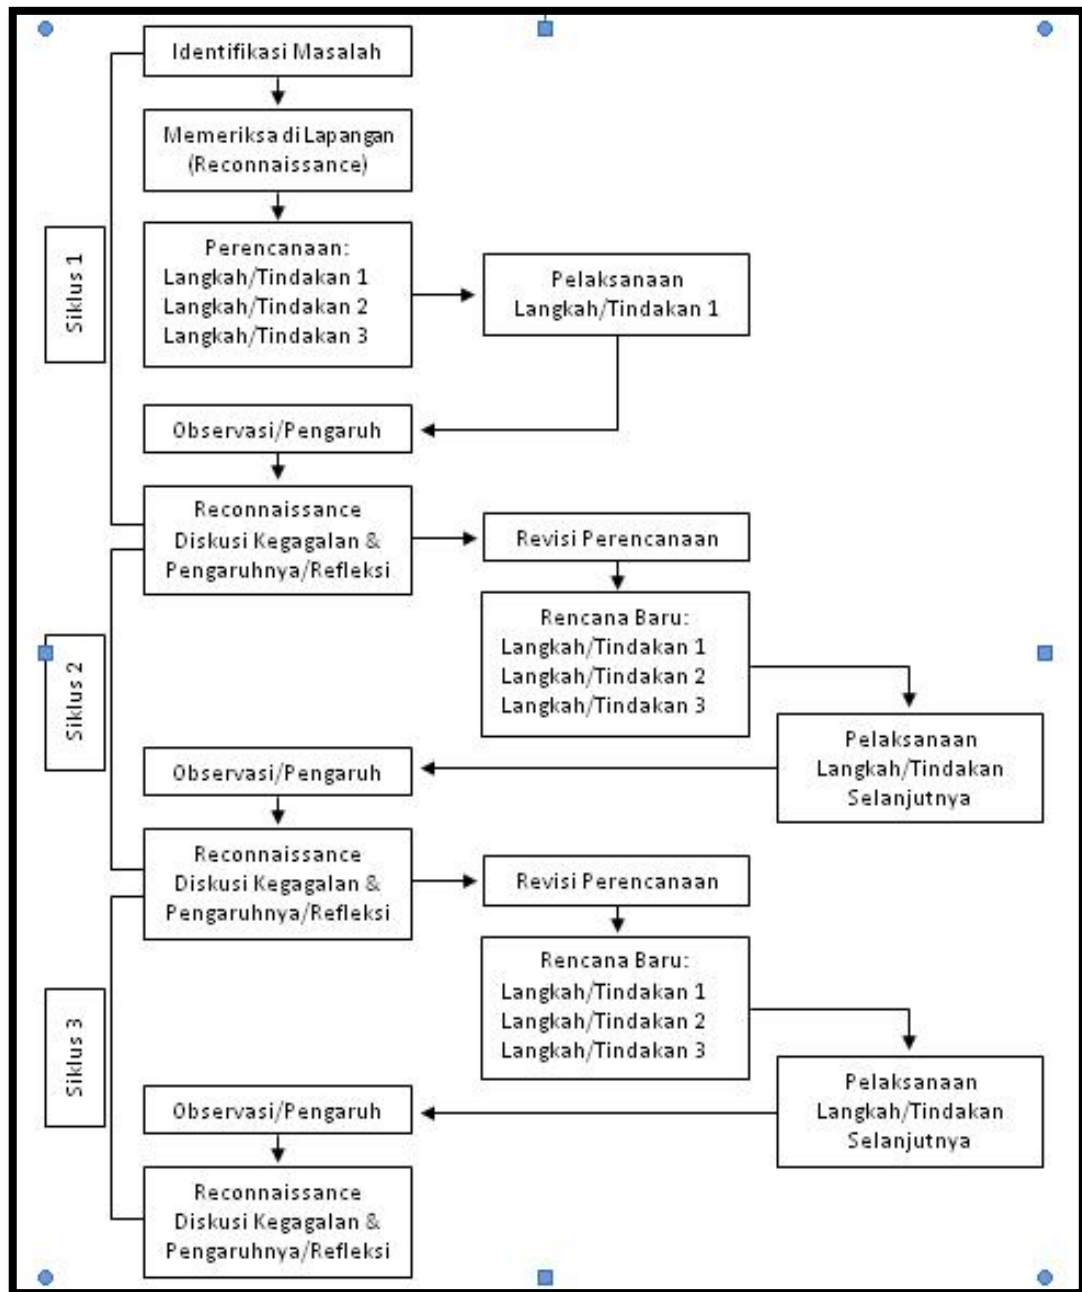 Identifikasi Masalah
Memeriksa di Lapangan
(Reconnaissance)
Siklus 1
Perencanaan:
Langkah/Tindakan 1
Langkah/Tindakan 2
Langkah/Tindakan 3
Pelaksanaan
Langkah/Tindakan 1
Observasi/Pengaruh
Reconnaissance
Diskusi Kegagalan &
Pengaruhnya/Refleksi
Revisi Perencanaan
Siklus 2
Rencana Baru:
Langkah/Tindakan 1
Langkah/Tindakan 2
Langkah/Tindakan 3
Pelaksanaan
Langkah/Tindakan
Selanjutnya
Observasi/Pengaruh
Reconnaissance
Diskusi Kegagalan &
Pengaruhnya/Refleksi
Revisi Perencanaan
Siklus 3
Rencana Baru:
Langkah/Tindakan 1
Langkah/Tindakan 2
Langkah/Tindakan 3
Pelaksanaan
Langkah/Tindakan
Selanjutnya
Observasi/Pengaruh
Reconnaissance
Diskusi Kegagalan &
Pengaruhnya/Refleksi